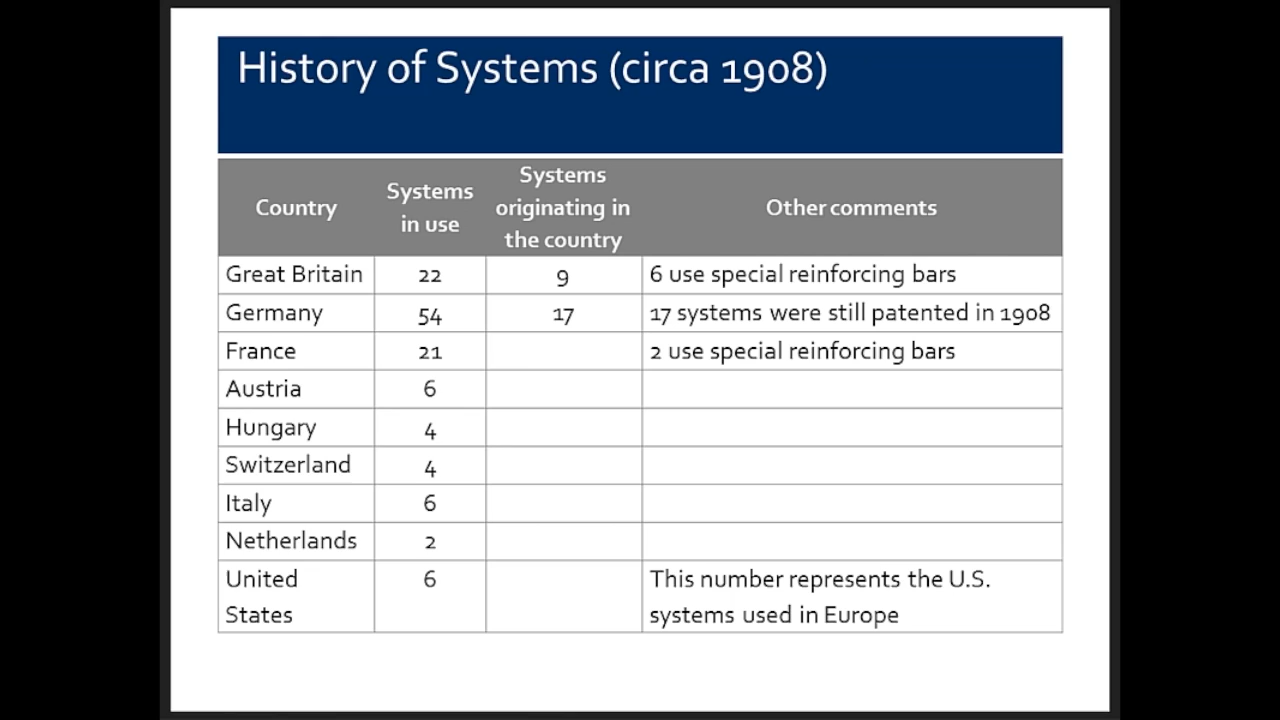 History of Systems (circa 1908)
Country
Systems
in use
Systems
originating in
the country
Other comments
Great Britain 22 9 6 use special reinforcing bars
Germany 54 17 17 systems were still patented in 1908
France 21 2 use special reinforcing bars
Austria 6
Hungary 4
Switzerland 4
Italy 6
Netherlands 2
United 6 This number represents the U.S.
States systems used in Europe